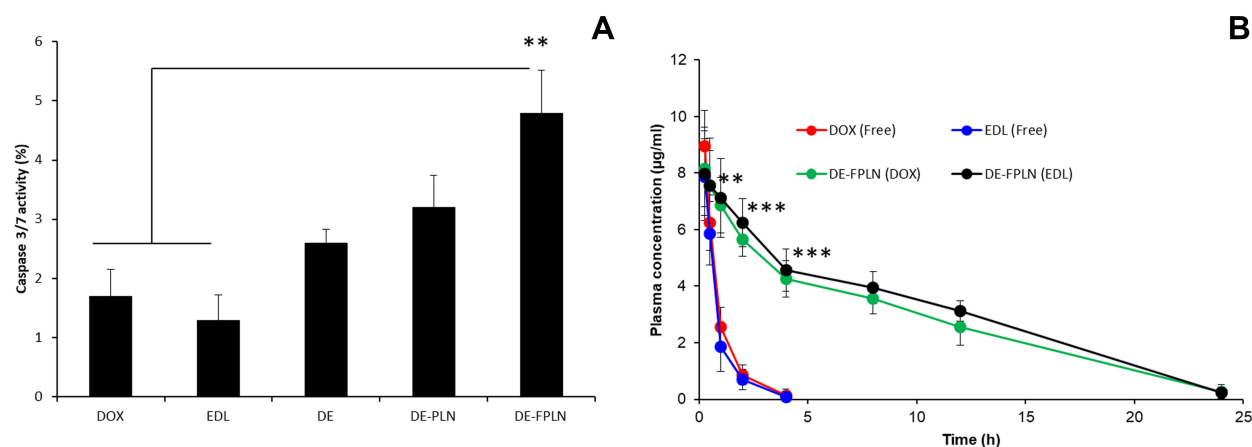 A
**
6
5
4
3
2
1
0
Caspase 3/7 activity (%)
DOX EDL DE DE-PLN DE-FPLN
B
12
10
8
6
4
2
0
Plasma concentration (µg/ml)
DOX (Free) EDL (Free)
DE-FPLN (DOX) DE-FPLN (EDL)
**
***
***
0 5 10 15 20 25
Time (h)